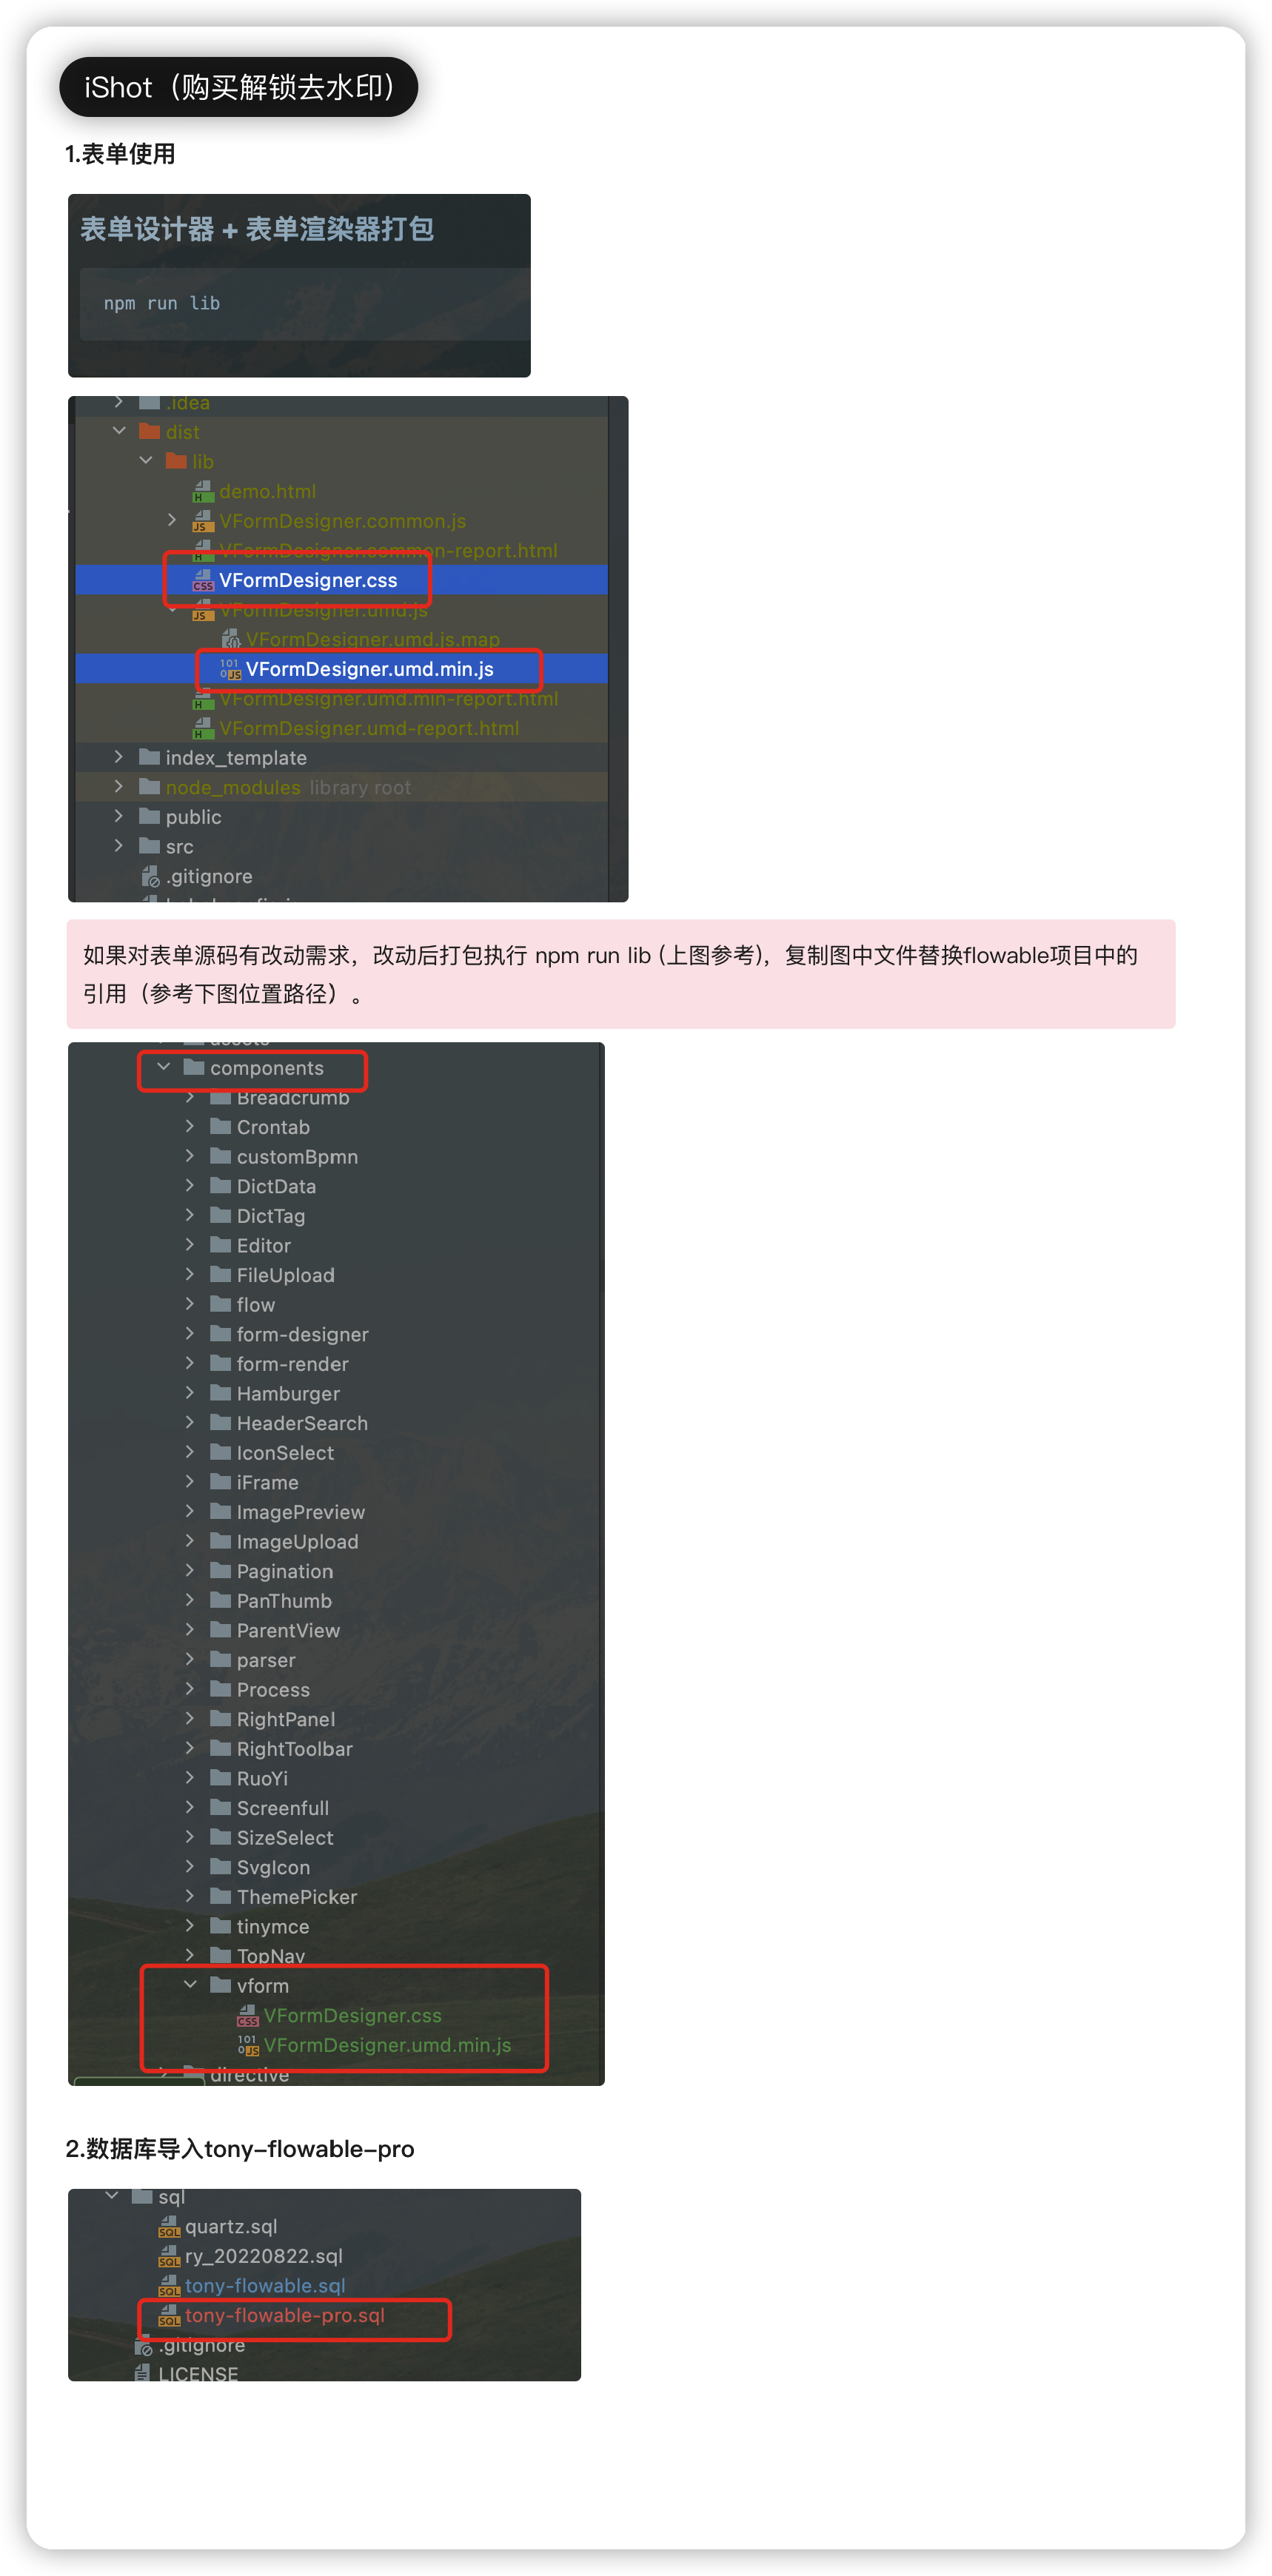 iShot（购买解锁去水印）
1.表单使用
表单设计器 + 表单渲染器打包
npm run lib
.idea
dist
lib
demo.html
VFormDesigner.common.js
VFormDesigner.common-report.html
VFormDesigner.css
VFormDesigner.umd.js
VFormDesigner.umd.js.map
VFormDesigner.umd.min.js
VFormDesigner.umd.min-report.html
VFormDesigner.umd-report.html
index_template
node_modules library root
public
src
.gitignore
如果对表单源码有改动需求，改动后打包执行 npm run lib (上图参考)，复制图中文件替换flowable项目中的
引用（参考下图位置路径）。
assets
components
Breadcrumb
Crontab
customBpmn
DictData
DictTag
Editor
FileUpload
flow
form-designer
form-render
Hamburger
HeaderSearch
IconSelect
iFrame
ImagePreview
ImageUpload
Pagination
PanThumb
ParentView
parser
Process
RightPanel
RightToolbar
RuoYi
Screenfull
SizeSelect
SvgIcon
ThemePicker
tinymce
TopNav
vform
VFormDesigner.css
VFormDesigner.umd.min.js
directive
2.数据库导入tony-flowable-pro
sql
quartz.sql
ry_20220822.sql
tony-flowable.sql
tony-flowable-pro.sql
.gitignore
LICENSE